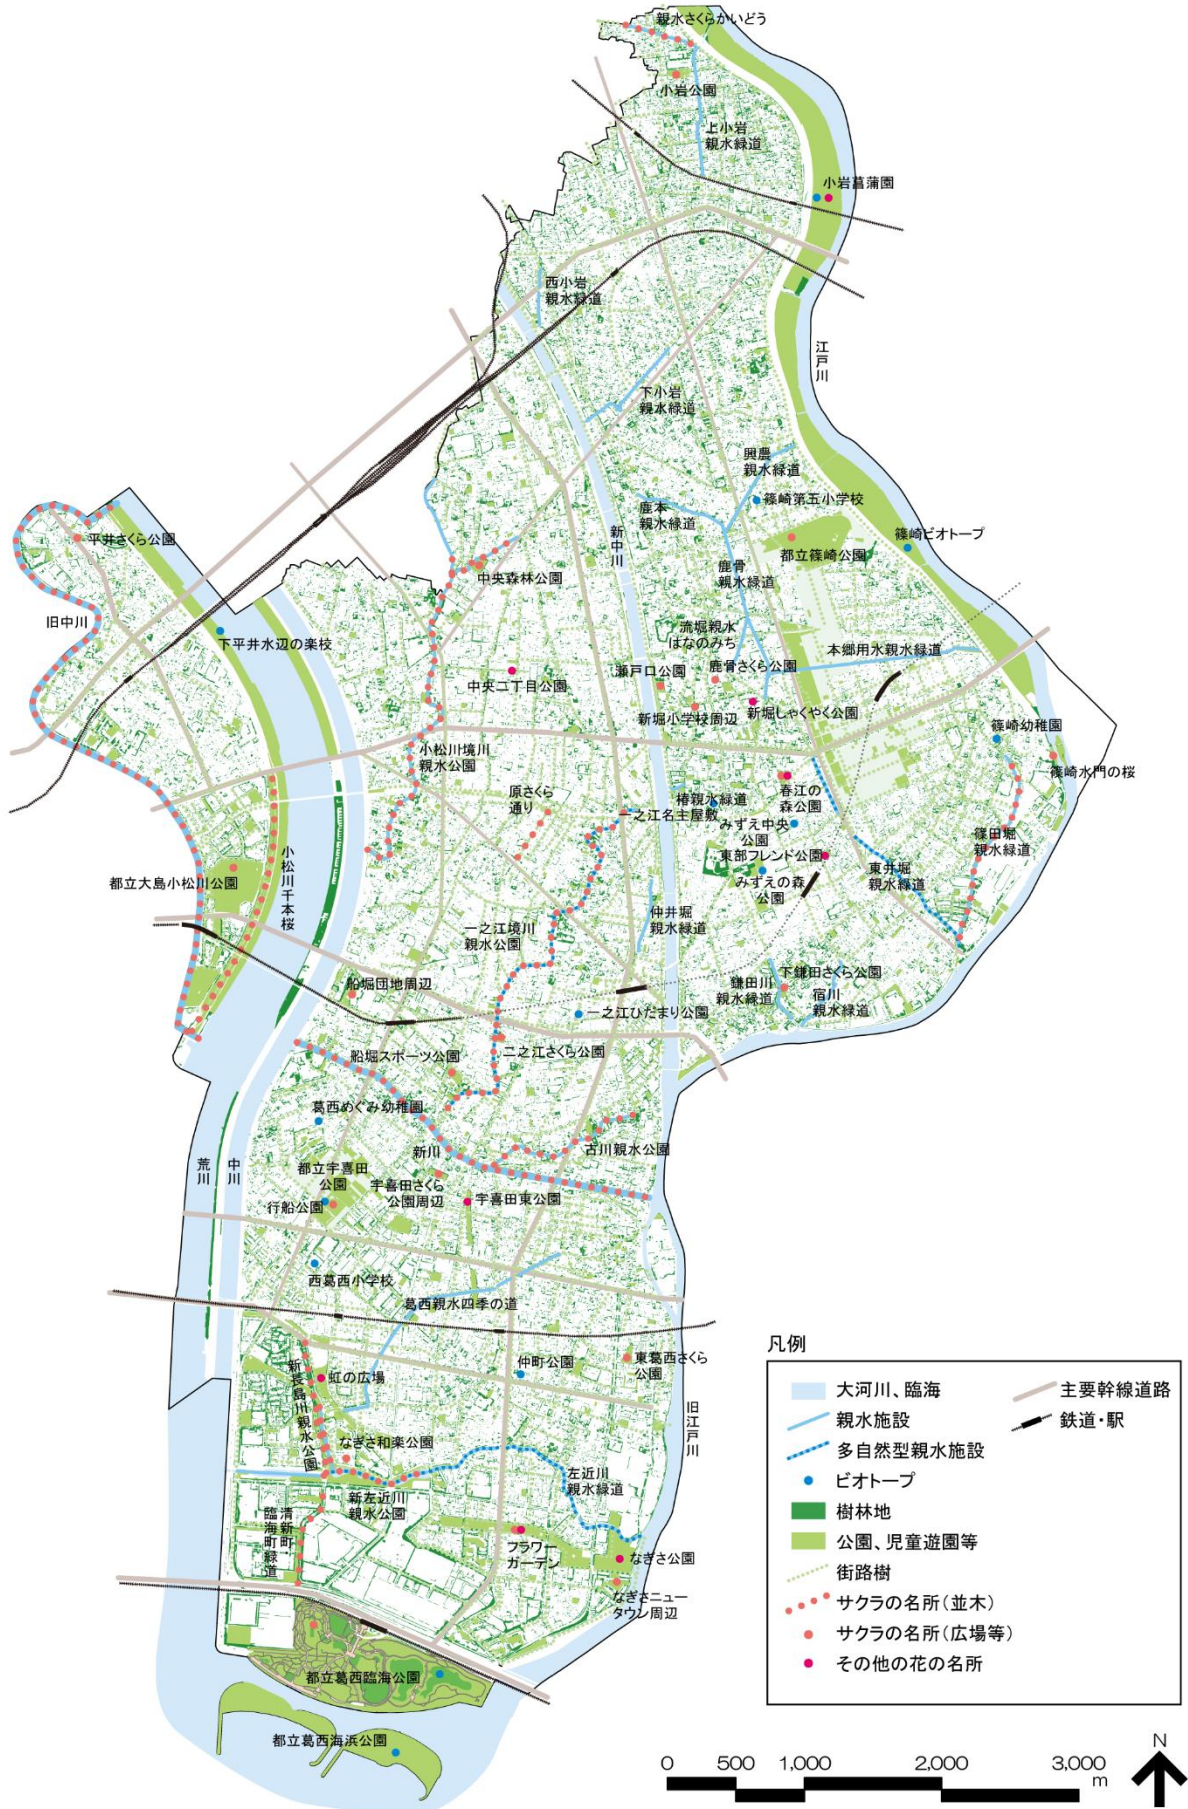 親水さくらかいどう
小岩公園
上小岩
親水緑道
小岩菖蒲園
西小岩
親水緑道
江戸川
下小岩
親水緑道
興農
親水緑道
篠崎第五小学校
鹿本
親水緑道
新中川
都立篠崎公園
篠崎ビオトープ
平井さくら公園
中央森林公園
鹿骨
親水緑道
旧中川
下平井水辺の楽校
流堀親水
はなのみち
本郷用水親水緑道
瀬戸口公園
鹿骨さくら公園
中央二丁目公園
新堀小学校周辺
新堀しゃくやく公園
篠崎幼稚園
小松川境川
親水公園
篠崎水門の桜
原さくら
通り
椿親水緑道
春江の
森公園
一之江名主屋敷
みずえ中央
公園
篠田堀
親水緑道
小松川千本桜
東部フレンド公園
都立大島小松川公園
みずえの森
公園
東井堀
親水緑道
一之江境川
親水公園
仲井堀
親水緑道
船堀団地周辺
下鎌田さくら公園
鎌田川
親水緑道
宿川
親水緑道
一之江ひだまり公園
船堀スポーツ公園
二之江さくら公園
葛西めぐみ幼稚園
新川
古川親水公園
荒川
中川
都立宇喜田
公園
宇喜田さくら
公園周辺
行船公園
宇喜田東公園
西葛西小学校
葛西親水四季の道
新長島川親水公園
虹の広場
仲町公園
東葛西さくら
公園
旧江戸川
なぎさ和楽公園
新左近川
親水公園
左近川
親水緑道
清新町
臨海町緑道
フラワー
ガーデン
なぎさ公園
なぎさニュー
タウン周辺
都立葛西臨海公園
都立葛西海浜公園
凡例
大河川、臨海
親水施設
多自然型親水施設
ビオトープ
樹林地
公園、児童遊園等
街路樹
サクラの名所（並木）
サクラの名所（広場等）
その他の花の名所
主要幹線道路
鉄道・駅
0 500 1,000 2,000 3,000
m
N